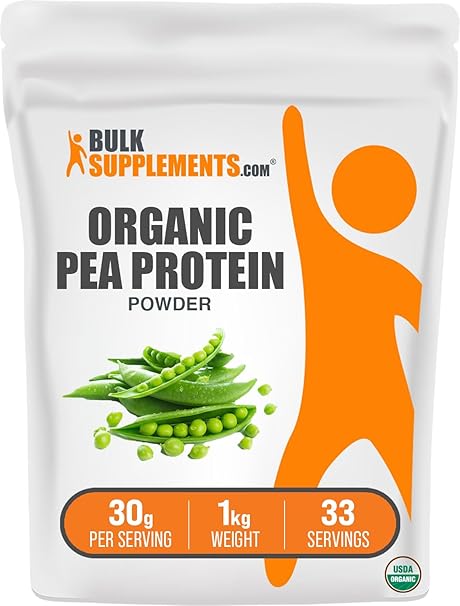 BULK
SUPPLEMENTS.COM®
ORGANIC
PEA PROTEIN
POWDER
30g
PER SERVING
1kg
WEIGHT
33
SERVINGS
USDA
ORGANIC